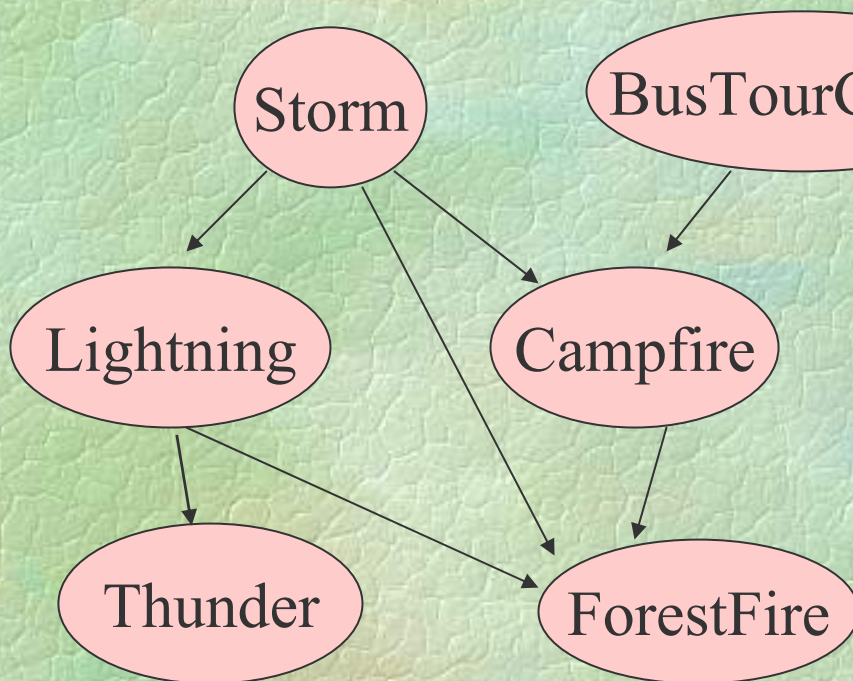 Storm
BusTour
Lightning
Campfire
Thunder
ForestFire